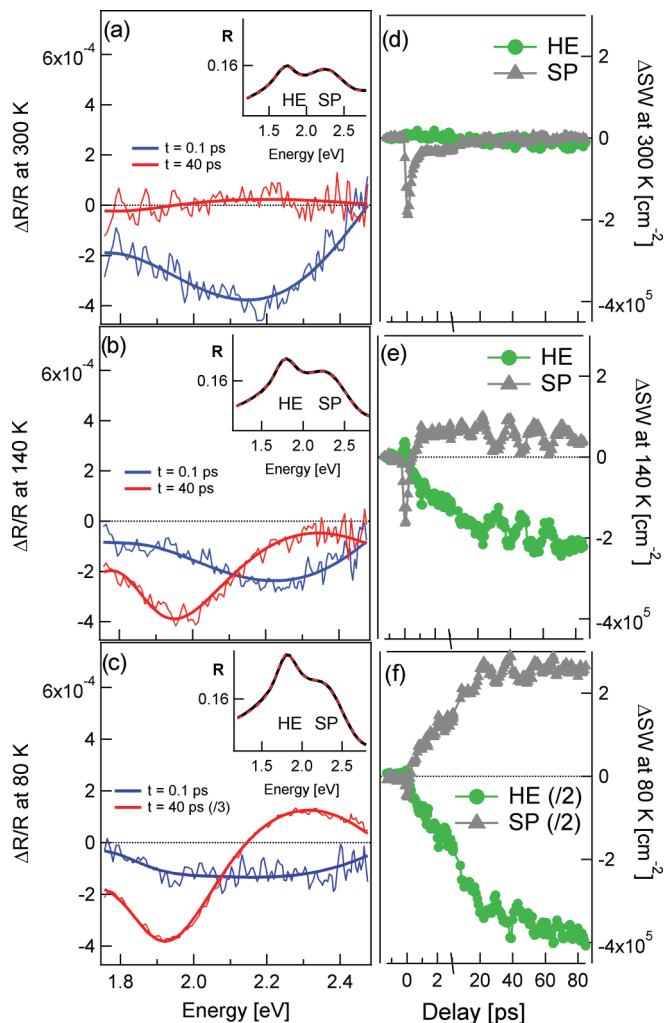 (a)
ΔR/R at 300 K
6x10⁻⁴
4
2
0
-2
-4
t = 0.1 ps
t = 40 ps
R
0.16
HE SP
1.5 2.0 2.5
Energy [eV]
(d)
HE
SP
2
0
-2
-4x10⁵
ΔSW at 300 K [cm⁻²]
(b)
ΔR/R at 140 K
6x10⁻⁴
4
2
0
-2
-4
t = 0.1 ps
t = 40 ps
R
0.16
HE SP
1.5 2.0 2.5
Energy [eV]
(e)
HE
SP
2
0
-2
-4x10⁵
ΔSW at 140 K [cm⁻²]
(c)
ΔR/R at 80 K
6x10⁻⁴
4
2
0
-2
-4
t = 0.1 ps
t = 40 ps (/3)
R
0.16
HE SP
1.5 2.0 2.5
Energy [eV]
1.8 2.0 2.2 2.4
Energy [eV]
(f)
HE (/2)
SP (/2)
2
0
-2
-4x10⁵
ΔSW at 80 K [cm⁻²]
0 2 20 40 60 80
Delay [ps]